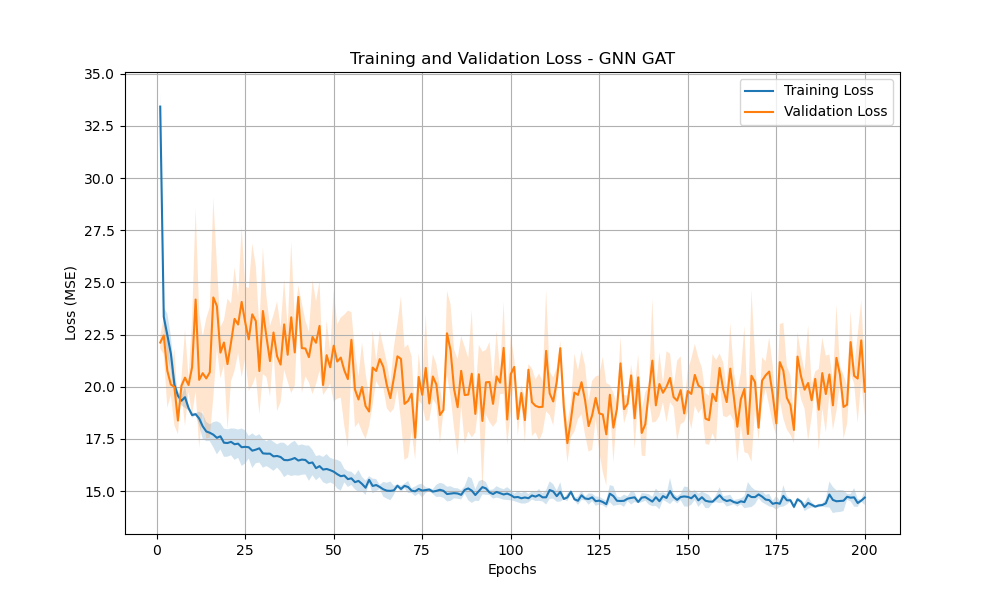 Training and Validation Loss - GNN GAT
Training Loss
Validation Loss
Loss (MSE)
35.0
32.5
30.0
27.5
25.0
22.5
20.0
17.5
15.0
0 25 50 75 100 125 150 175 200
Epochs